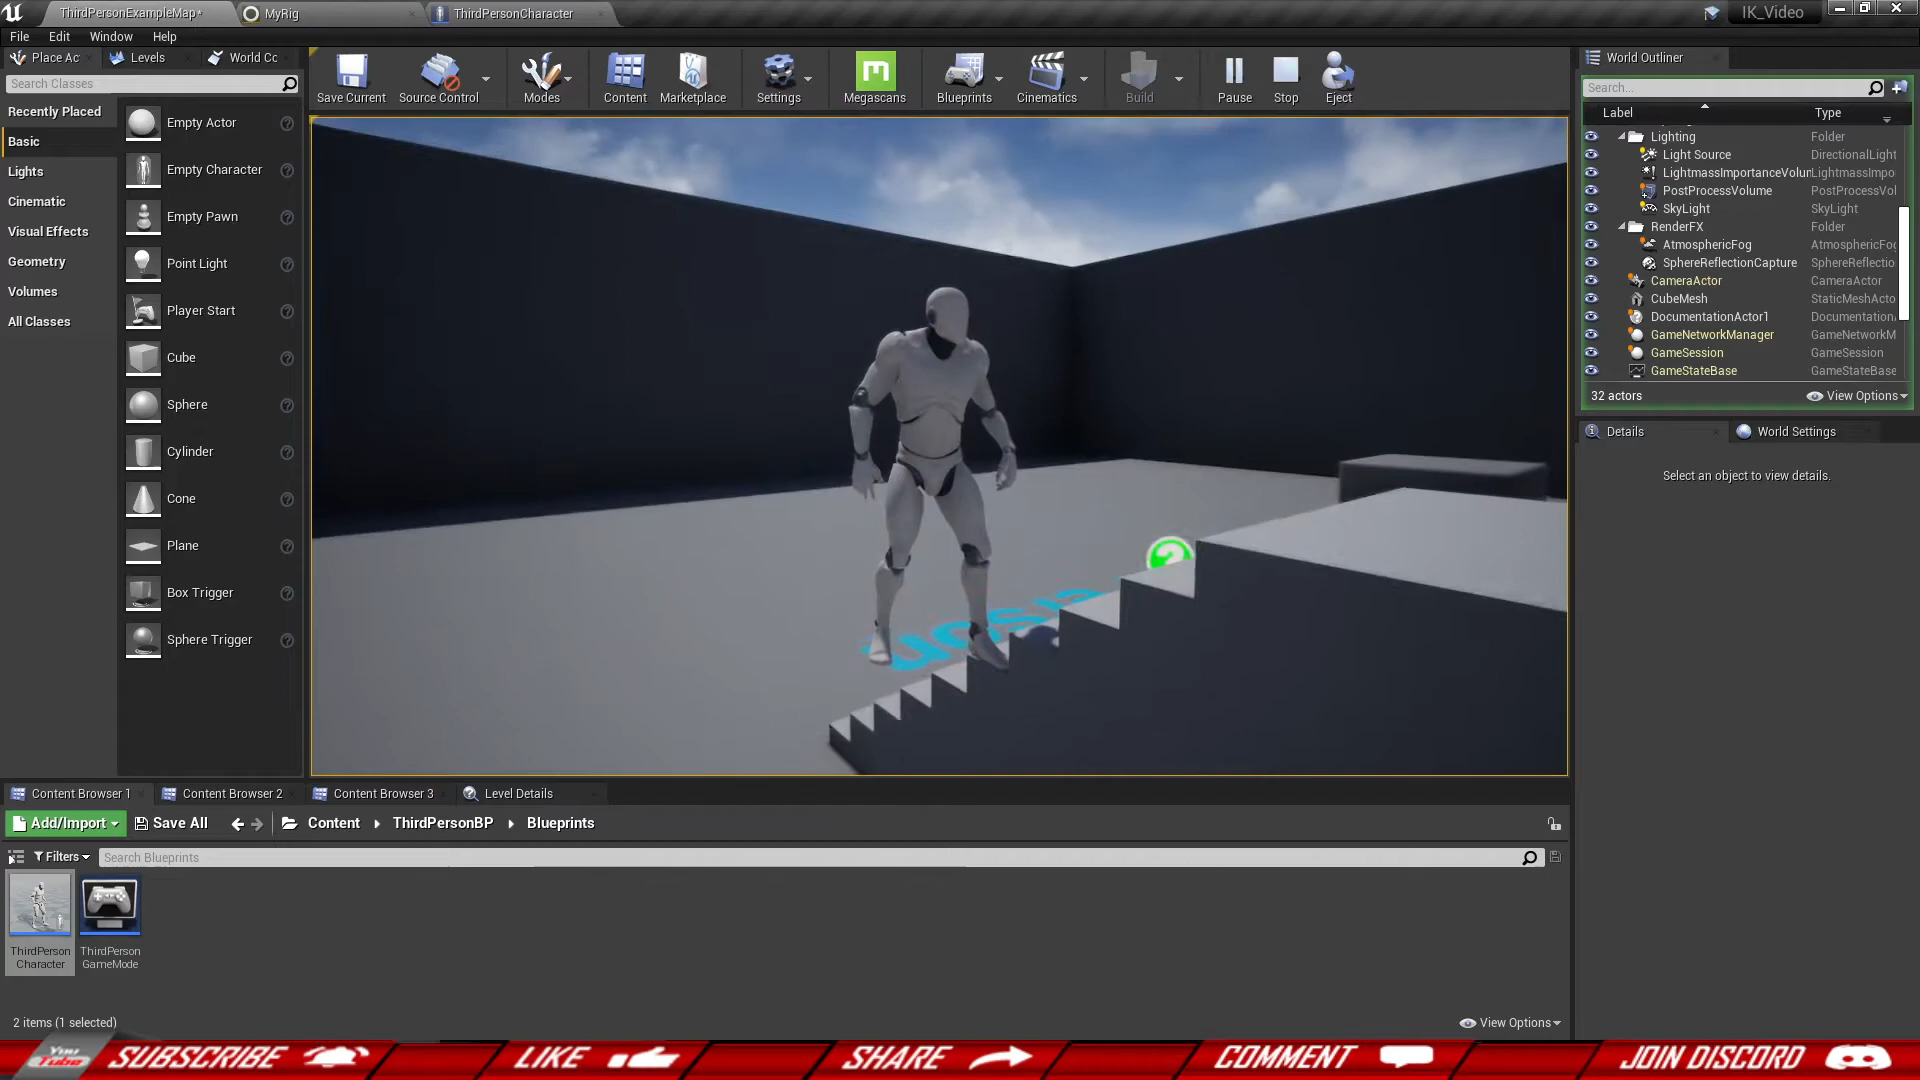 ThirdPersonExampleMap*
MyRig
ThirdPersonCharacter
IK_Video
File
Edit
Window
Help
Place Ac
Levels
World Cc
Search Classes
Recently Placed
Basic
Lights
Cinematic
Visual Effects
Geometry
Volumes
All Classes
Empty Actor
Empty Character
Empty Pawn
Point Light
Player Start
Cube
Sphere
Cylinder
Cone
Plane
Box Trigger
Sphere Trigger
Save Current
Source Control
Modes
Content
Marketplace
Settings
Megascans
Blueprints
Cinematics
Build
Pause
Stop
Eject
World Outliner
Search...
Label
Type
Lighting
Folder
Light Source
DirectionalLight
LightmassImportanceVolun
LightmassImpo
PostProcessVolume
PostProcessVol
SkyLight
SkyLight
RenderFX
Folder
AtmosphericFog
AtmosphericFog
SphereReflectionCapture
SphereReflectio
CameraActor
CameraActor
CubeMesh
StaticMeshActo
DocumentationActor1
Documentation
GameNetworkManager
GameNetworkM
GameSession
GameSession
GameStateBase
GameStateBase
32 actors
View Options
Details
World Settings
Select an object to view details.
Content Browser 1
Content Browser 2
Content Browser 3
Level Details
Add/Import
Save All
Content
ThirdPersonBP
Blueprints
Filters
Search Blueprints
ThirdPerson
Character
ThirdPerson
GameMode
2 items (1 selected)
View Options
You Tube
SUBSCRIBE
LIKE
SHARE
COMMENT
JOIN DISCORD